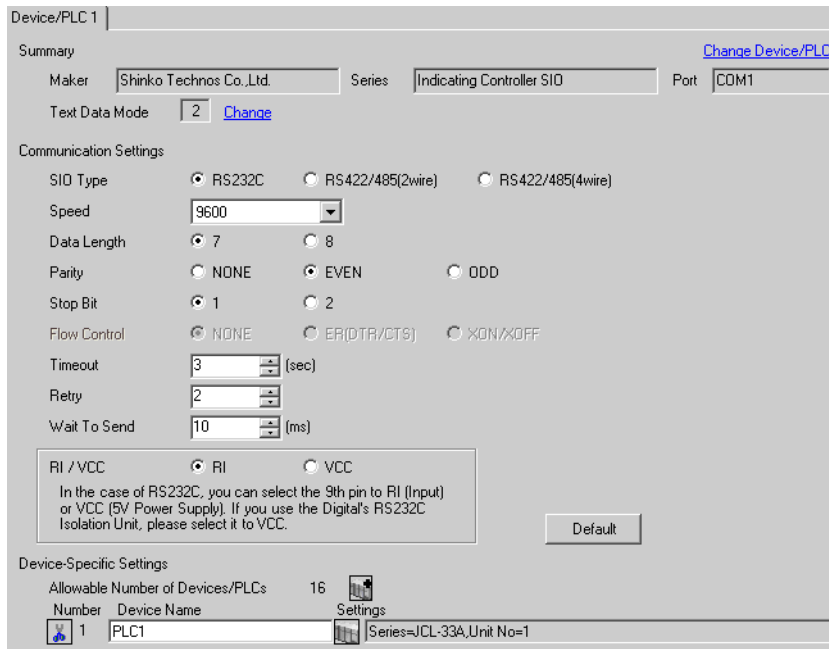 Device/PLC 1
Summary Change Device/PLC
Maker Shinko Technos Co.,Ltd. Series Indicating Controller SIO Port COM1
Text Data Mode 2 Change
Communication Settings
SIO Type RS232C RS422/485(2wire) RS422/485(4wire)
Speed 9600
Data Length 7 8
Parity NONE EVEN ODD
Stop Bit 1 2
Flow Control NONE ER(DTR/CTS) XON/XOFF
Timeout 3 (sec)
Retry 2
Wait To Send 10 (ms)
RI / VCC RI VCC
In the case of RS232C, you can select the 9th pin to RI (Input)
or VCC (5V Power Supply). If you use the Digital's RS232C
Isolation Unit, please select it to VCC.
Default
Device-Specific Settings
Allowable Number of Devices/PLCs 16
Number Device Name Settings
1 PLC1 Series=JCL-33A,Unit No=1